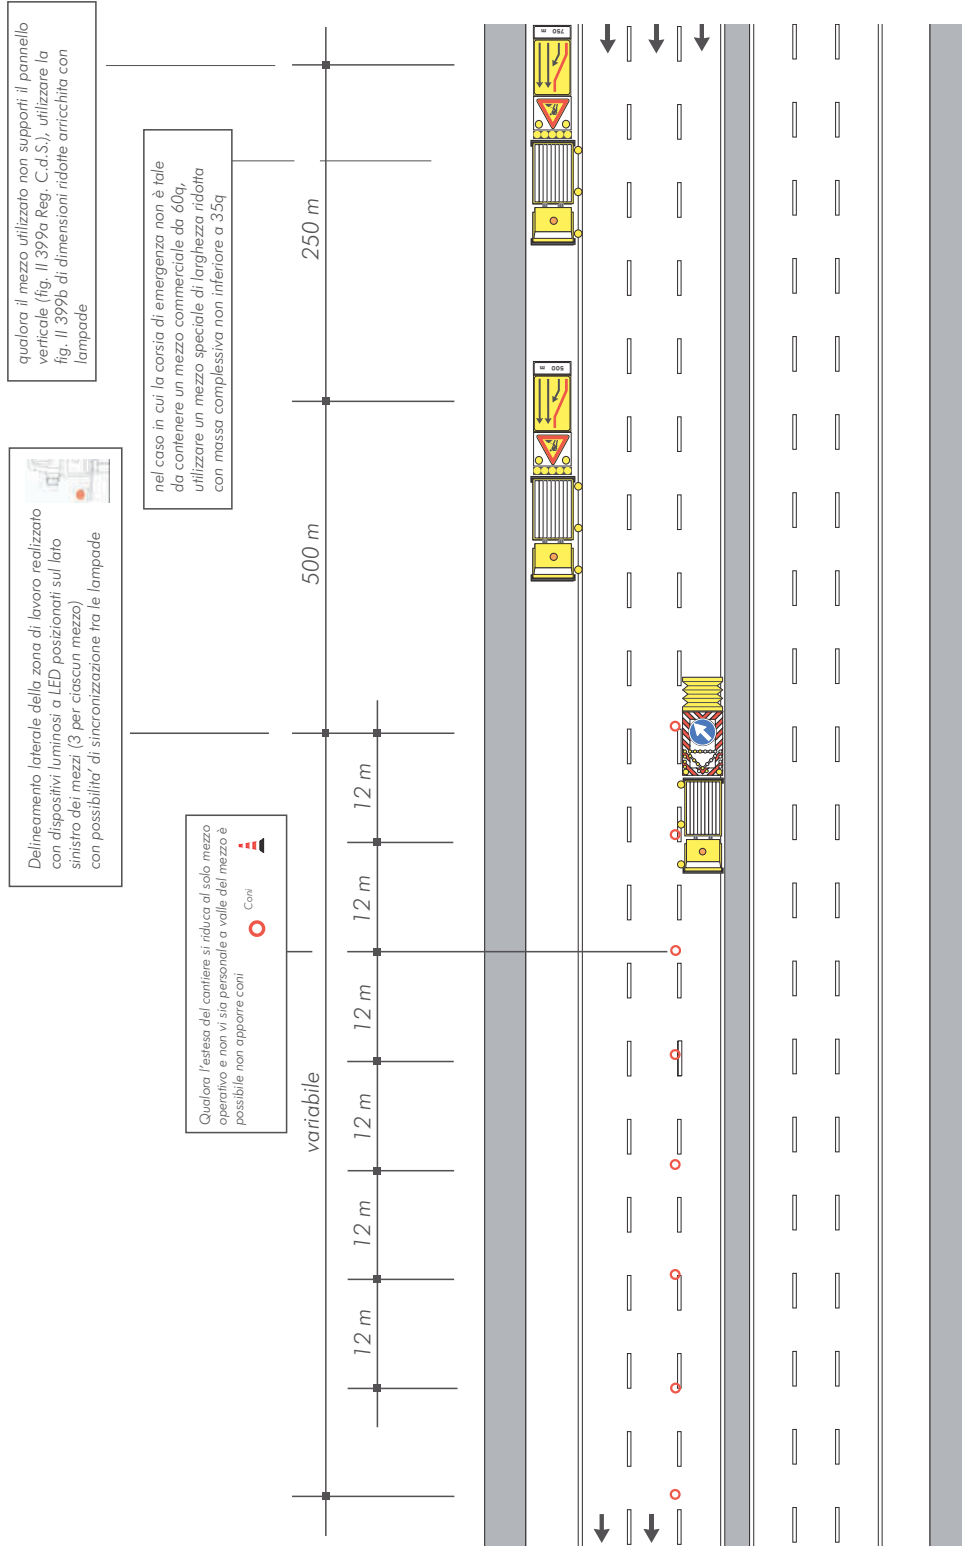 qualora il mezzo utilizzato non supporti il pannello
verticale (fig. II 399a Reg. C.d.S.), utilizzare la
fig. II 399b di dimensioni ridotte arricchita con
lampade
nel caso in cui la corsia di emergenza non è tale
da contenere un mezzo commerciale da 60q,
utilizzare un mezzo speciale di larghezza ridotta
con massa complessiva non inferiore a 35q
Delineamento laterale della zona di lavoro realizzato
con dispositivi luminosi a LED posizionati sul lato
sinistro dei mezzi (3 per ciascun mezzo)
con possibilita' di sincronizzazione tra le lampade
Qualora l'estesa del cantiere si riduca al solo mezzo
operativo e non vi sia personale a valle del mezzo è
possibile non apporre coni
Coni
250 m
500 m
variabile
12 m
12 m
12 m
12 m
12 m
12 m
750 m
500 m